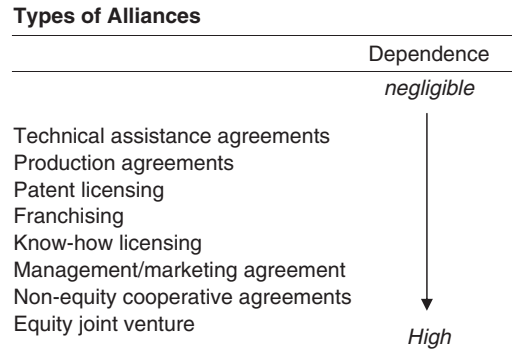 Types of Alliances
Dependence
negligible
Technical assistance agreements
Production agreements
Patent licensing
Franchising
Know-how licensing
Management/marketing agreement
Non-equity cooperative agreements
Equity joint venture
High